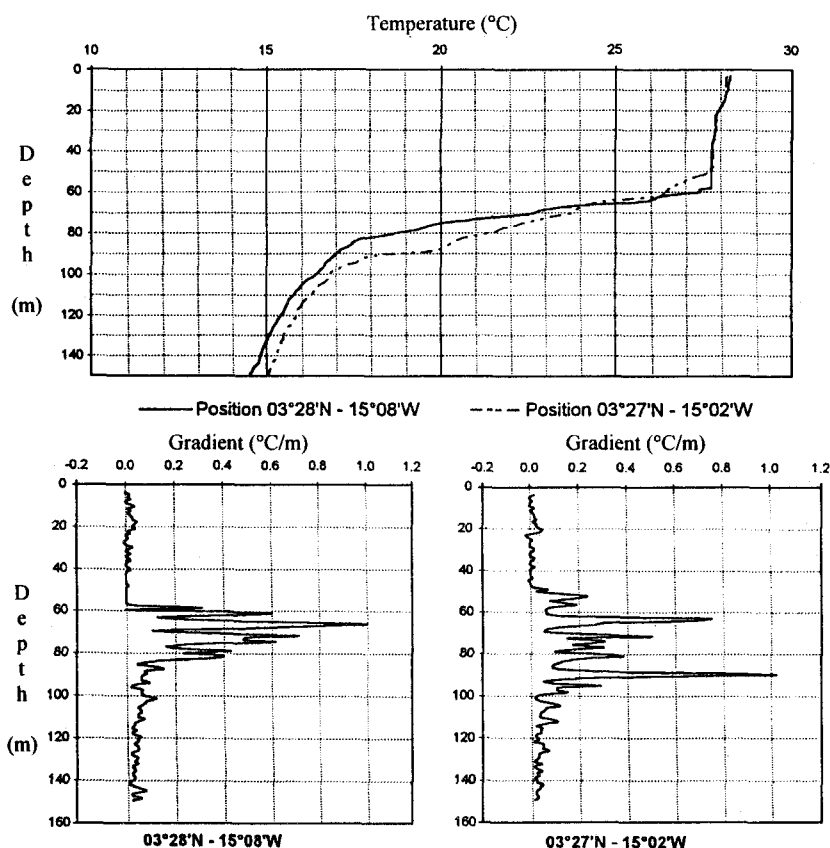 Temperature (°C)
10 15 20 25 30
0
20
40
60
80
100
120
140
D
e
p
t
h
(m)
Position 03°28'N - 15°08'W Position 03°27'N - 15°02'W
Gradient (°C/m)
-0.2 0.0 0.2 0.4 0.6 0.8 1.0 1.2
0
20
40
60
80
100
120
140
160
D
e
p
t
h
(m)
03°28'N - 15°08'W
Gradient (°C/m)
-0.2 0.0 0.2 0.4 0.6 0.8 1.0 1.2
0
20
40
60
80
100
120
140
160
03°27'N - 15°02'W